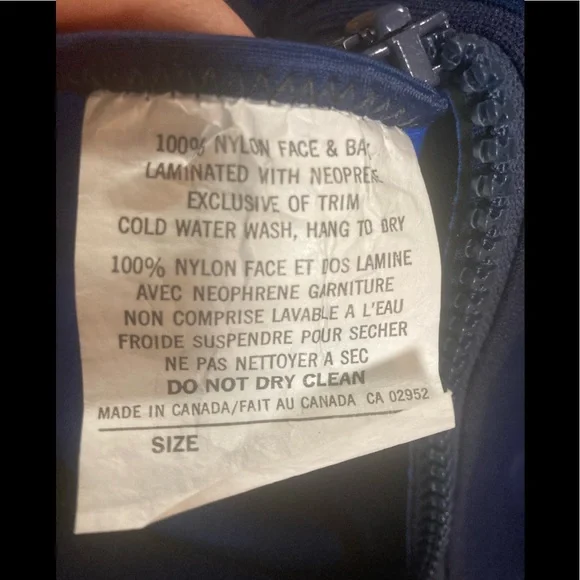 100% NYLON FACE & BA
LAMINATED WITH NEOPRE
EXCLUSIVE OF TRIM
COLD WATER WASH, HANG TO DRY
100% NYLON FACE ET DOS LAMINE
AVEC NEOPHRENE GARNITURE
NON COMPRISE LAVABLE A L'EAU
FROIDE SUSPENDRE POUR SECHER
NE PAS NETTOYER A SEC
DO NOT DRY CLEAN
MADE IN CANADA/FAIT AU CANADA CA 02952
SIZE